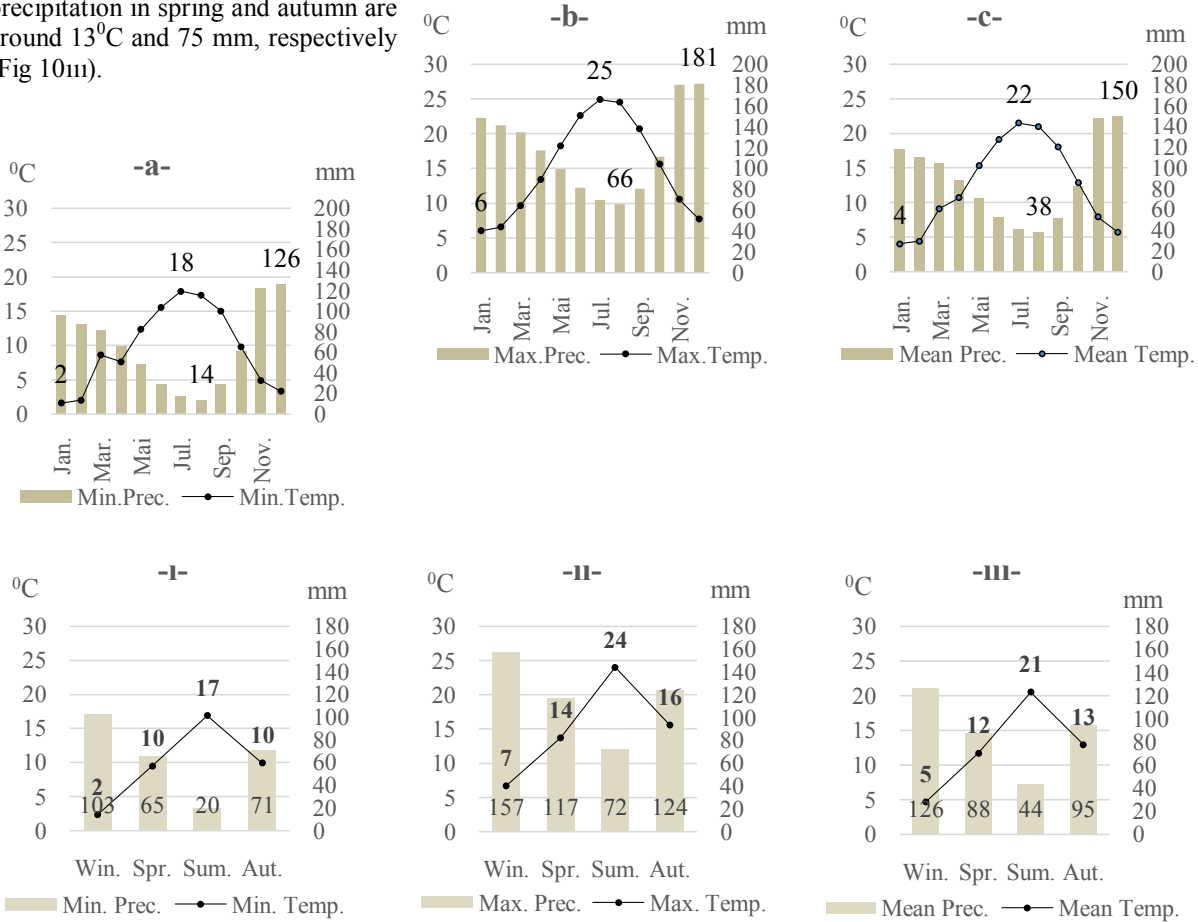 precipitation in spring and autumn are
round 13⁰C and 75 mm, respectively
Fig 10ııı).
-a-
⁰C
mm
30
25
20
15
10
5
0
200
180
160
140
120
100
80
60
40
20
0
2
18
14
126
Jan.
Mar.
Mai
Jul.
Sep.
Nov.
Min.Prec.
Min.Temp.
-b-
⁰C
mm
30
25
20
15
10
5
0
200
180
160
140
120
100
80
60
40
20
0
6
25
66
181
Jan.
Mar.
Mai
Jul.
Sep.
Nov.
Max.Prec.
Max.Temp.
-c-
⁰C
mm
30
25
20
15
10
5
0
200
180
160
140
120
100
80
60
40
20
0
4
22
38
150
Jan.
Mar.
Mai
Jul.
Sep.
Nov.
Mean Prec.
Mean Temp.
-ı-
⁰C
mm
30
25
20
15
10
5
0
180
160
140
120
100
80
60
40
20
0
2
10
17
10
103
65
20
71
Win. Spr. Sum. Aut.
Min. Prec.
Min. Temp.
-ıı-
⁰C
mm
30
25
20
15
10
5
0
180
160
140
120
100
80
60
40
20
0
7
14
24
16
157
117
72
124
Win. Spr. Sum. Aut.
Max. Prec.
Max. Temp.
-ııı-
⁰C
mm
30
25
20
15
10
5
0
180
160
140
120
100
80
60
40
20
0
5
12
21
13
126
88
44
95
Win. Spr. Sum. Aut.
Mean Prec.
Mean Temp.